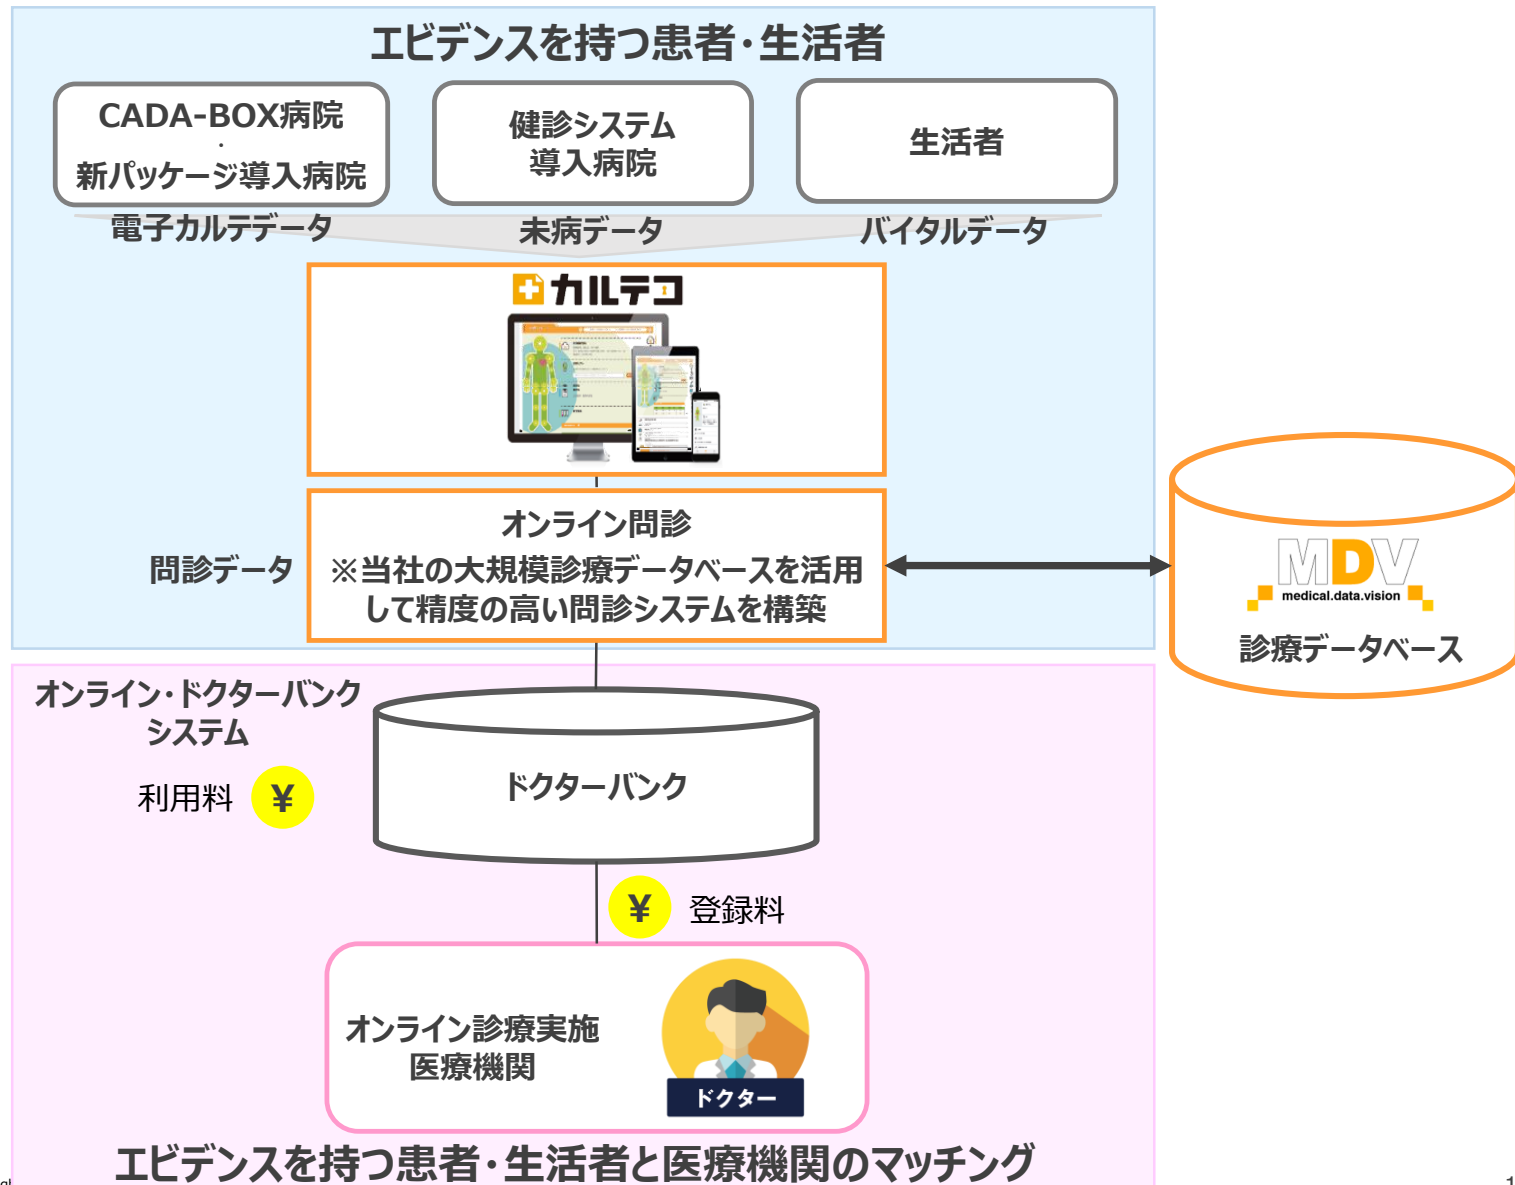 エビデンスを持つ患者・生活者
CADA-BOX病院
・
新パッケージ導入病院
健診システム
導入病院
生活者
電子カルテデータ
未病データ
バイタルデータ
カルテコ
オンライン問診
※当社の大規模診療データベースを活用
して精度の高い問診システムを構築
問診データ
MDV
medical.data.vision
診療データベース
オンライン・ドクターバンク
システム
利用料 ¥
ドクターバンク
¥ 登録料
オンライン診療実施
医療機関
ドクター
エビデンスを持つ患者・生活者と医療機関のマッチング